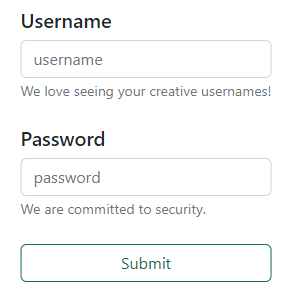 Username
username
We love seeing your creative usernames!
Password
password
We are committed to security.
Submit